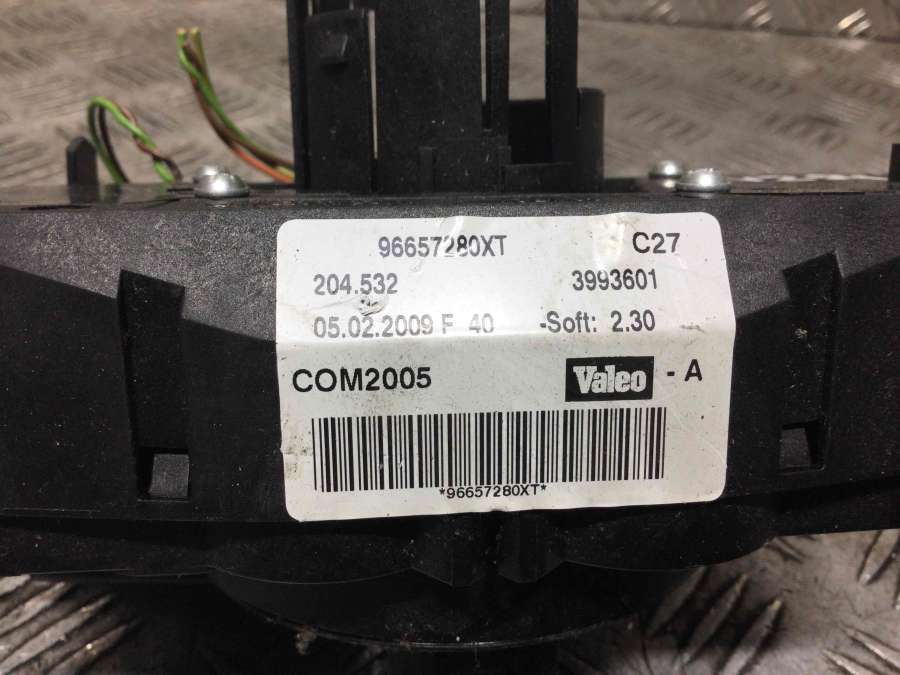 96657280XT C27
204.532 3993601
05.02.2009 F 40 -Soft: 2.30
COM2005 Valeo - A
*96657280XT*